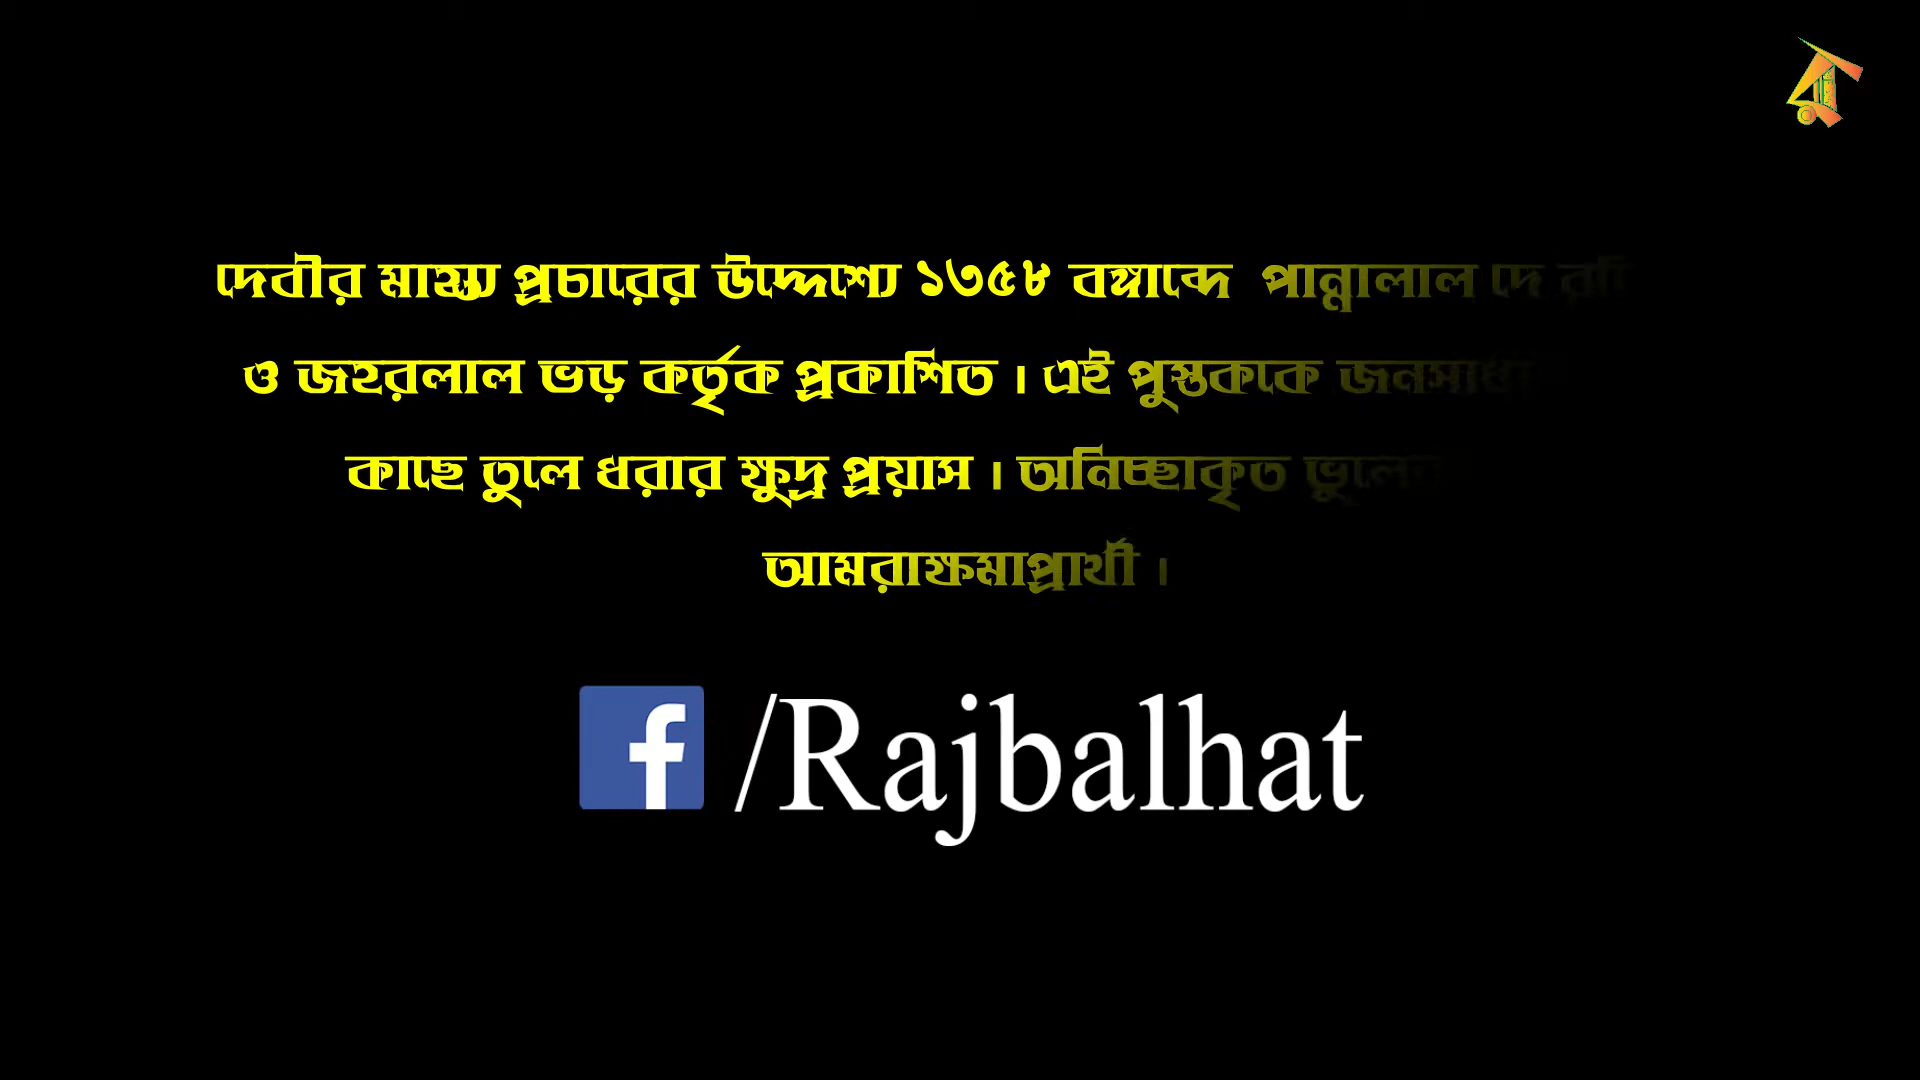 দেবীর মাহাত্ম্য প্রচারের উদ্দেশ্যে ১৩৫৮ বঙ্গাব্দে পান্নালাল দে
ও জহরলাল ভড় কর্তৃক প্রকাশিত । এই পুস্তককে
কাছে তুলে ধরার ক্ষুদ্র প্রয়াস । অনিচ্ছাকৃত
আমরাক্ষমাপ্রার্থী ।
/Rajbalhat